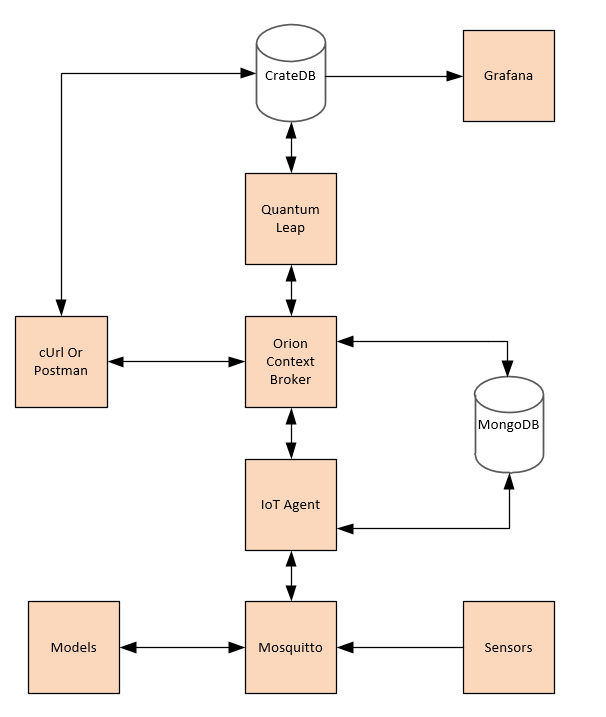 CrateDB
Grafana
Quantum
Leap
cUrl Or
Postman
Orion
Context
Broker
MongoDB
IoT Agent
Models
Mosquitto
Sensors